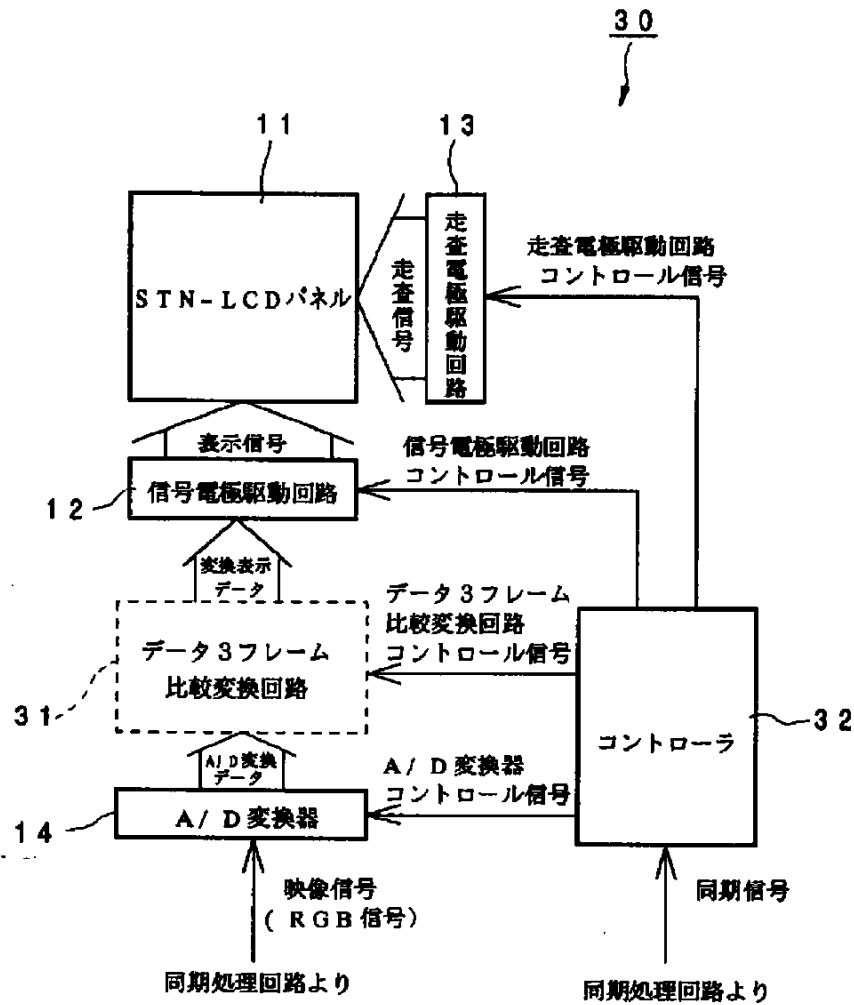 30
11
13
STN-LCDパネル
走査信号
走査電極駆動回路
走査電極駆動回路
コントロール信号
表示信号
信号電極駆動回路
コントロール信号
12
信号電極駆動回路
変換表示
データ
データ3フレーム
比較変換回路
コントロール信号
データ3フレーム
比較変換回路
31
32
コントローラ
A/D変換
データ
A/D変換器
コントロール信号
14
A/D変換器
映像信号
(RGB信号)
同期信号
同期処理回路より
同期処理回路より